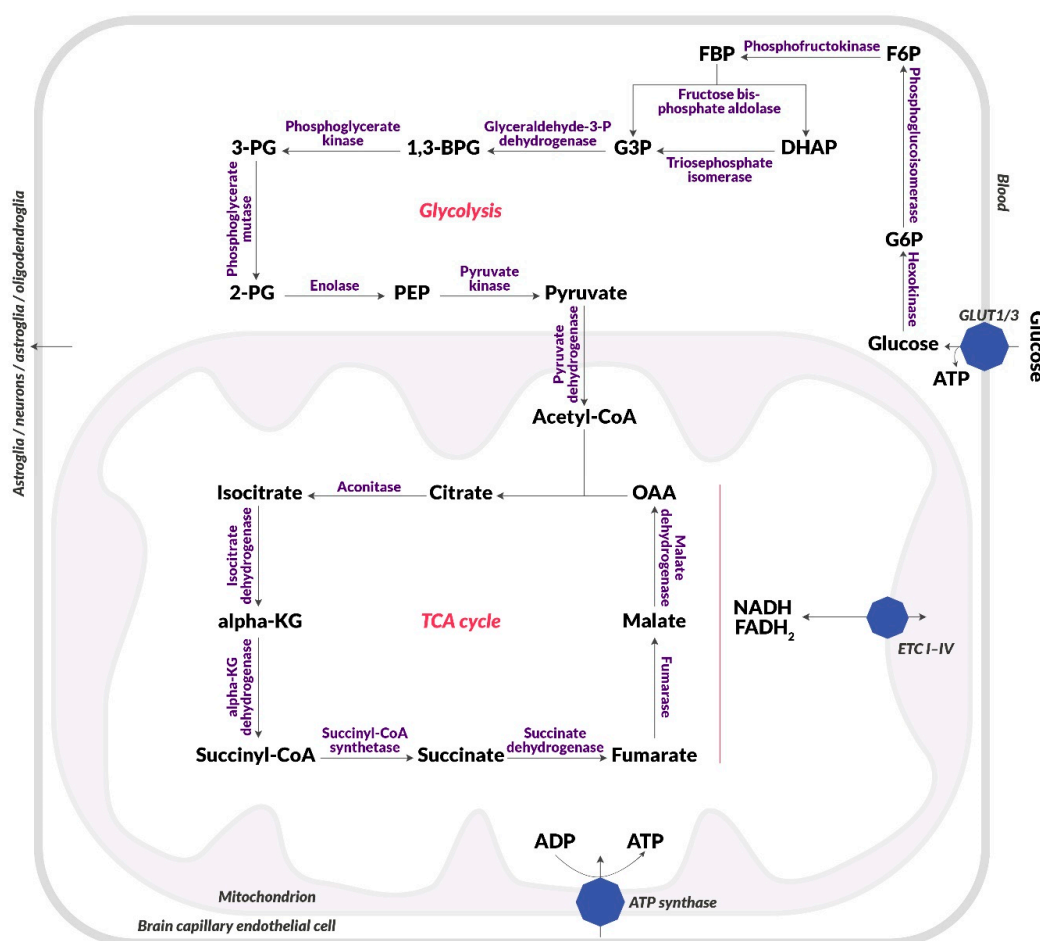 FBP
Phosphofructokinase
F6P
Fructose bis-
phosphate aldolase
Phosphoglucoisomerase
3-PG
Phosphoglycerate
kinase
1,3-BPG
Glyceraldehyde-3-P
dehydrogenase
G3P
Triosephosphate
isomerase
DHAP
Phosphoglycerate
mutase
Glycolysis
Blood
G6P
Hexokinase
2-PG
Enolase
PEP
Pyruvate
kinase
Pyruvate
GLUT1/3
Glucose
Glucose
ATP
Astroglia / neurons / astroglia / oligodendroglia
Pyruvate
dehydrogenase
Acetyl-CoA
Isocitrate
Aconitase
Citrate
OAA
Isocitrate
dehydrogenase
Malate
dehydrogenase
alpha-KG
TCA cycle
Malate
NADH
FADH₂
ETC I–IV
alpha-KG
dehydrogenase
Fumarase
Succinyl-CoA
Succinyl-CoA
synthetase
Succinate
Succinate
dehydrogenase
Fumarate
ADP
ATP
Mitochondrion
ATP synthase
Brain capillary endothelial cell